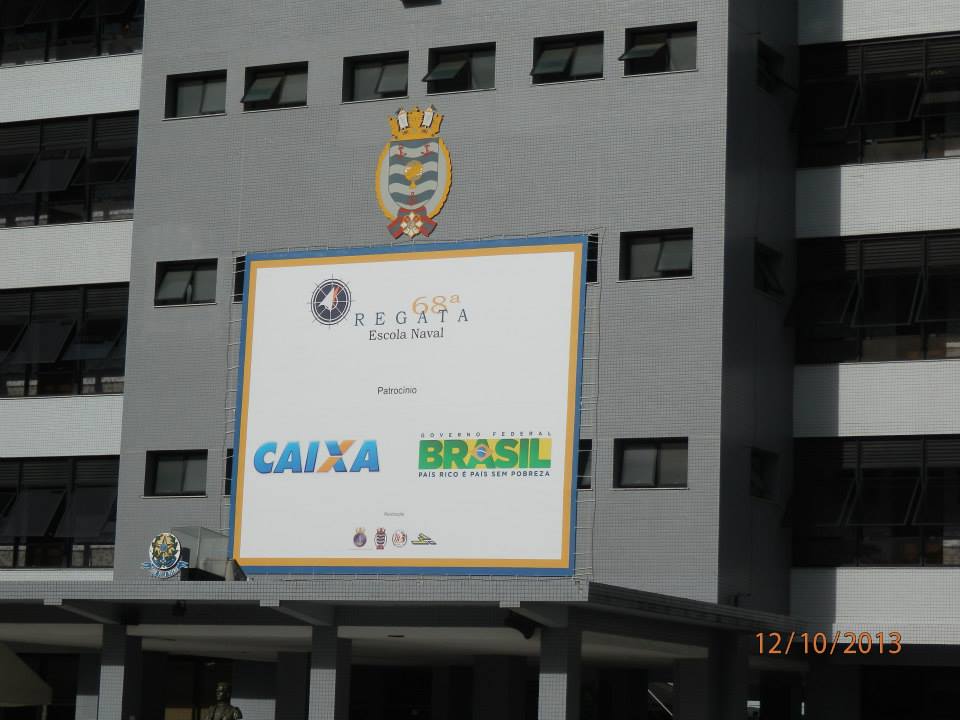 68ª
REGATA
Escola Naval
Patrocínio
CAIXA
GOVERNO FEDERAL
BRASIL
PAÍS RICO É PAÍS SEM POBREZA
12/10/2013